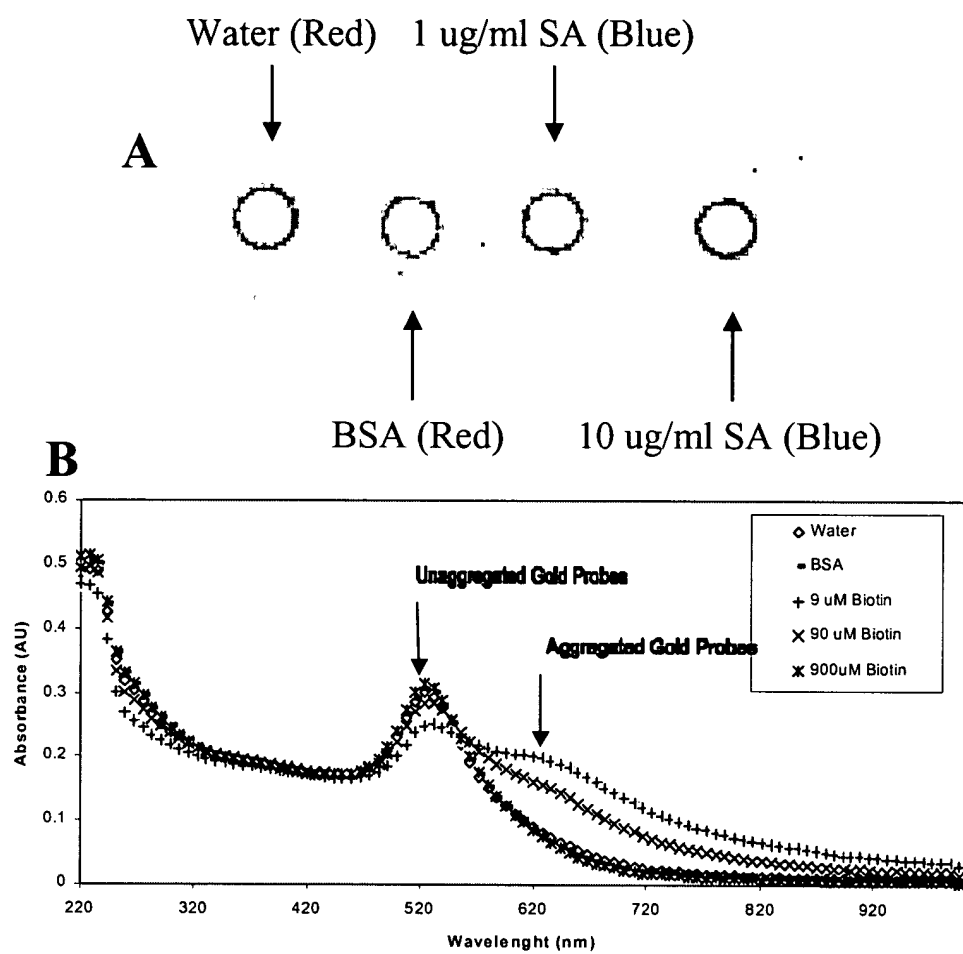 Water (Red) 1 ug/ml SA (Blue)
A
BSA (Red) 10 ug/ml SA (Blue)
B
0.6
0.5
0.4
0.3
0.2
0.1
0
Absorbance (AU)
Unaggregated Gold Probes
Aggregated Gold Probes
Water
BSA
9 uM Biotin
90 uM Biotin
900uM Biotin
220 320 420 520 620 720 820 920
Wavelenght (nm)